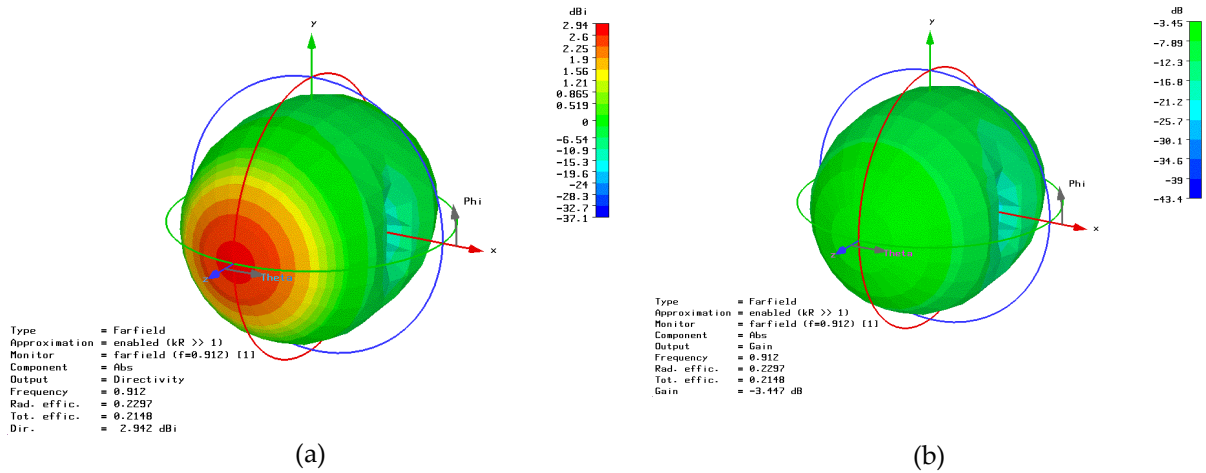 dBi
2.94
2.6
2.25
1.9
1.56
1.21
0.865
0.519
0
-6.54
-10.9
-15.3
-19.6
-24
-28.3
-32.7
-37.1
y
Phi
x
z
Theta
Type = Farfield
Approximation = enabled (kR >> 1)
Monitor = farfield (f=0.912) [1]
Component = Abs
Output = Directivity
Frequency = 0.912
Rad. effic. = 0.2297
Tot. effic. = 0.2148
Dir. = 2.942 dBi
(a)
dB
-3.45
-7.89
-12.3
-16.8
-21.2
-25.7
-30.1
-34.6
-39
-43.4
y
Phi
x
z
Theta
Type = Farfield
Approximation = enabled (kR >> 1)
Monitor = farfield (f=0.912) [1]
Component = Abs
Output = Gain
Frequency = 0.912
Rad. effic. = 0.2297
Tot. effic. = 0.2148
Gain = -3.447 dB
(b)